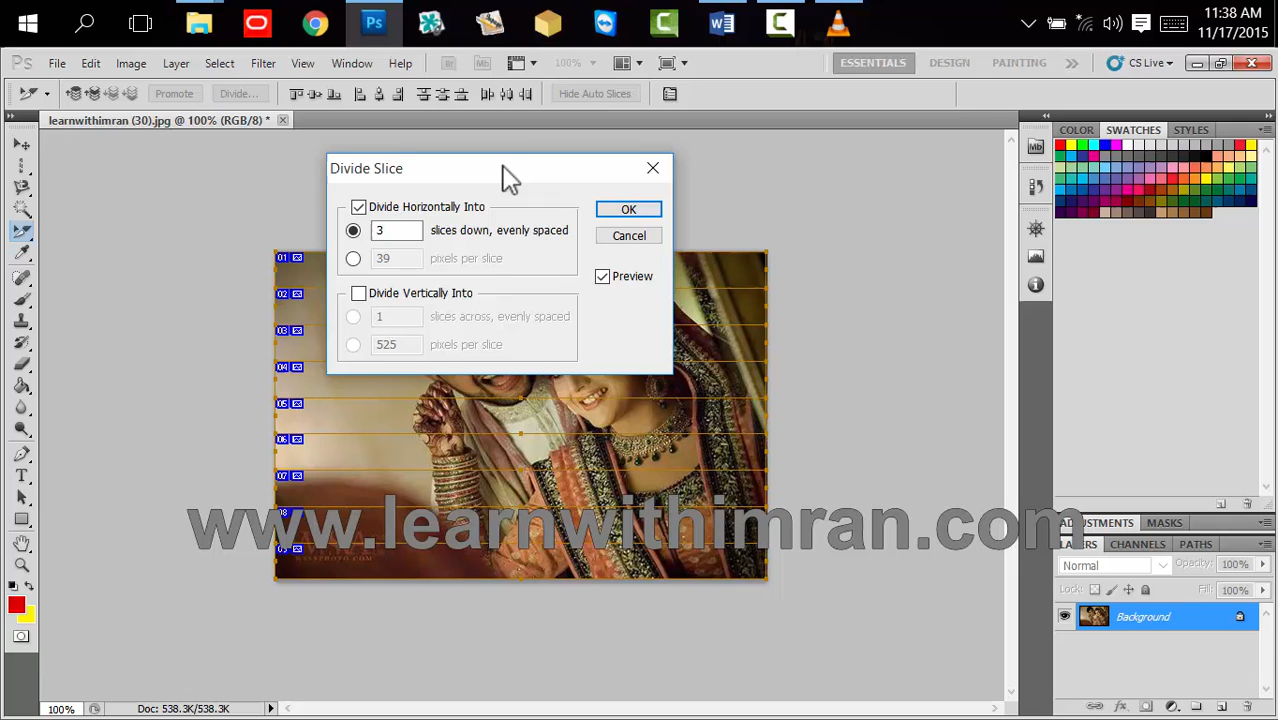 11:38 AM
11/17/2015
Ps File Edit Image Layer Select Filter View Window Help Br Mb 100% ESSENTIALS DESIGN PAINTING CS Live
Promote Divide... Hide Auto Slices
learnwithimran (30).jpg @ 100% (RGB/8) *
COLOR SWATCHES STYLES
Divide Slice
Divide Horizontally Into
OK
3 slices down, evenly spaced
Cancel
39 pixels per slice
Preview
Divide Vertically Into
1 slices across, evenly spaced
525 pixels per slice
01
02
03
04
05
06
07
08
09
www.learnwithimran.com
ADJUSTMENTS MASKS
LAYERS CHANNELS PATHS
Normal Opacity: 100%
Lock: Fill: 100%
Background
100% Doc: 538.3K/538.3K